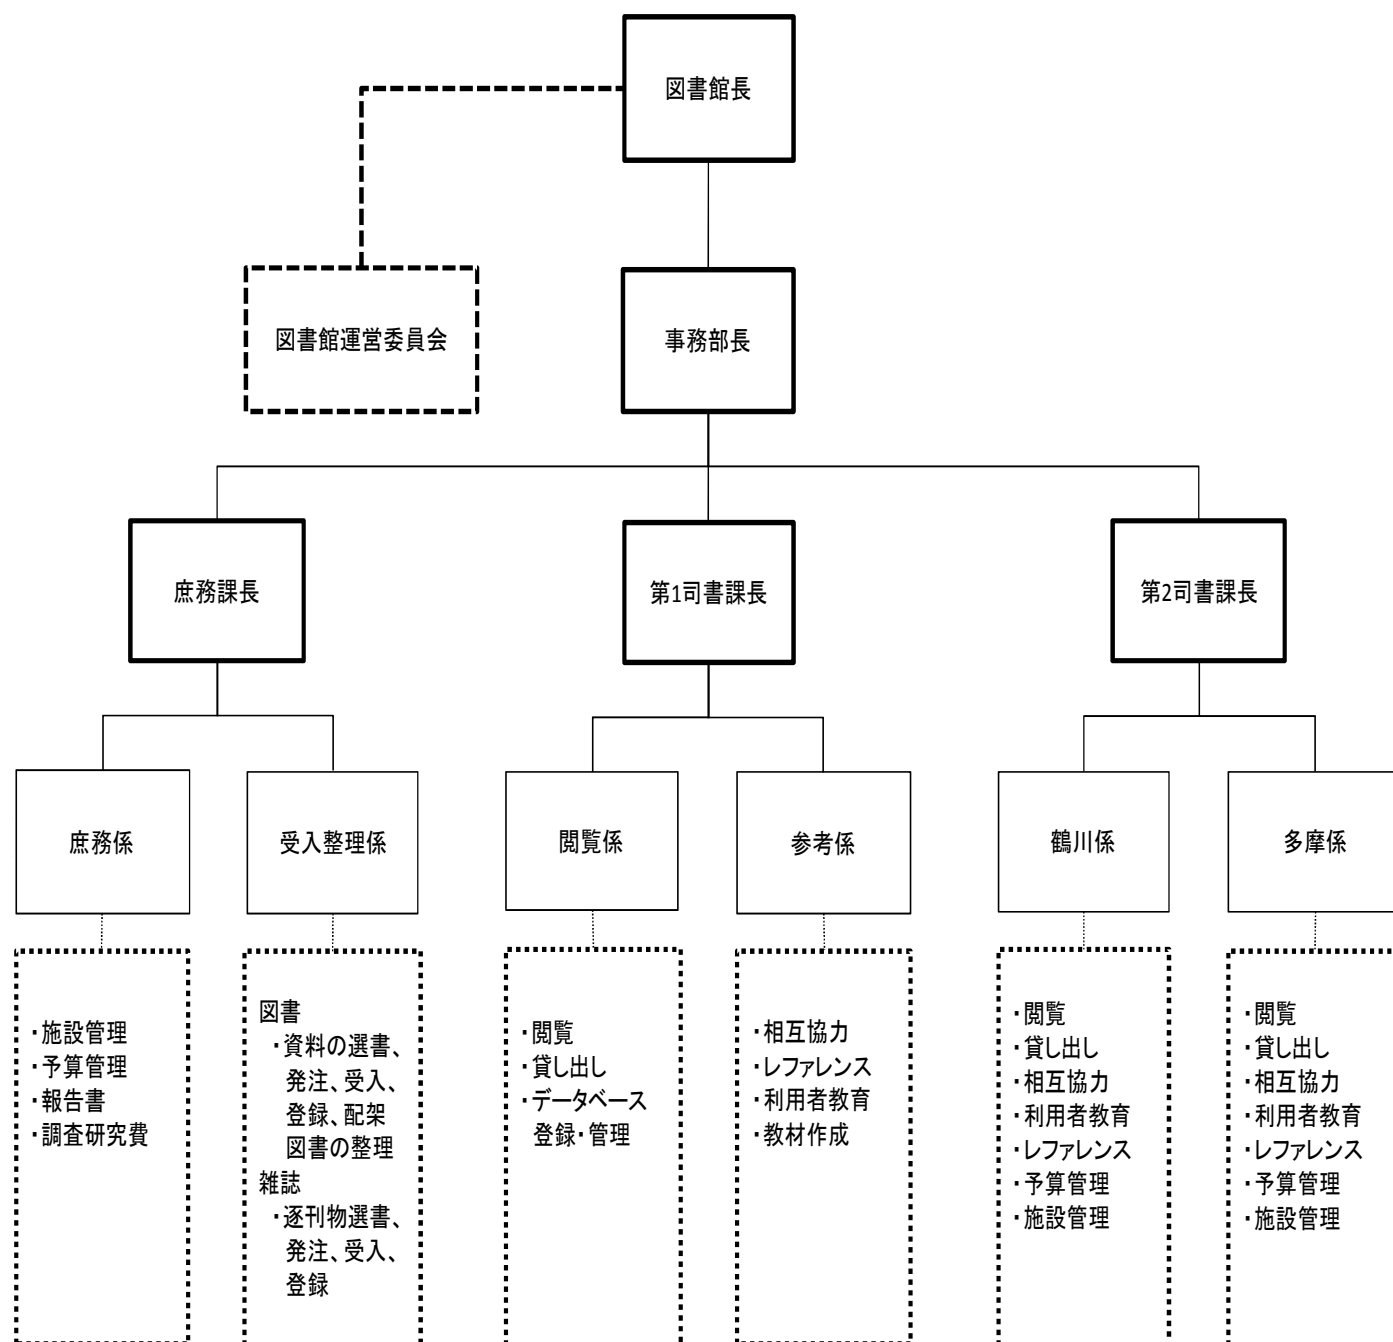 図書館長
図書館運営委員会
事務部長
庶務課長
第1司書課長
第2司書課長
庶務係
受入整理係
閲覧係
参考係
鶴川係
多摩係
・施設管理
・予算管理
・報告書
・調査研究費
図書
・資料の選書、
発注、受入、
登録、配架
図書の整理
雑誌
・逐刊物選書、
発注、受入、
登録
・閲覧
・貸し出し
・データベース
登録・管理
・相互協力
・レファレンス
・利用者教育
・教材作成
・閲覧
・貸し出し
・相互協力
・利用者教育
・レファレンス
・予算管理
・施設管理
・閲覧
・貸し出し
・相互協力
・利用者教育
・レファレンス
・予算管理
・施設管理